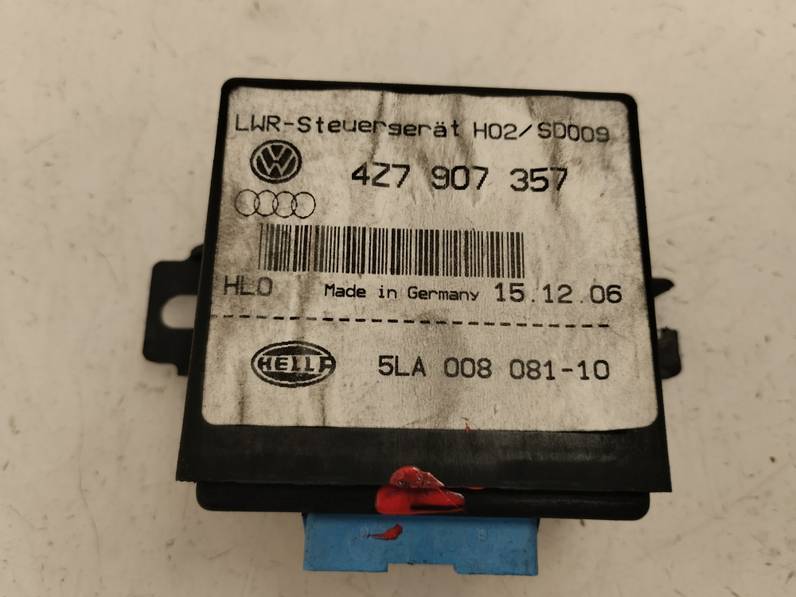 LWR-Steuergerät H02/SD009
4Z7 907 357
HLO Made in Germany 15.12.06
HELLA 5LA 008 081-10